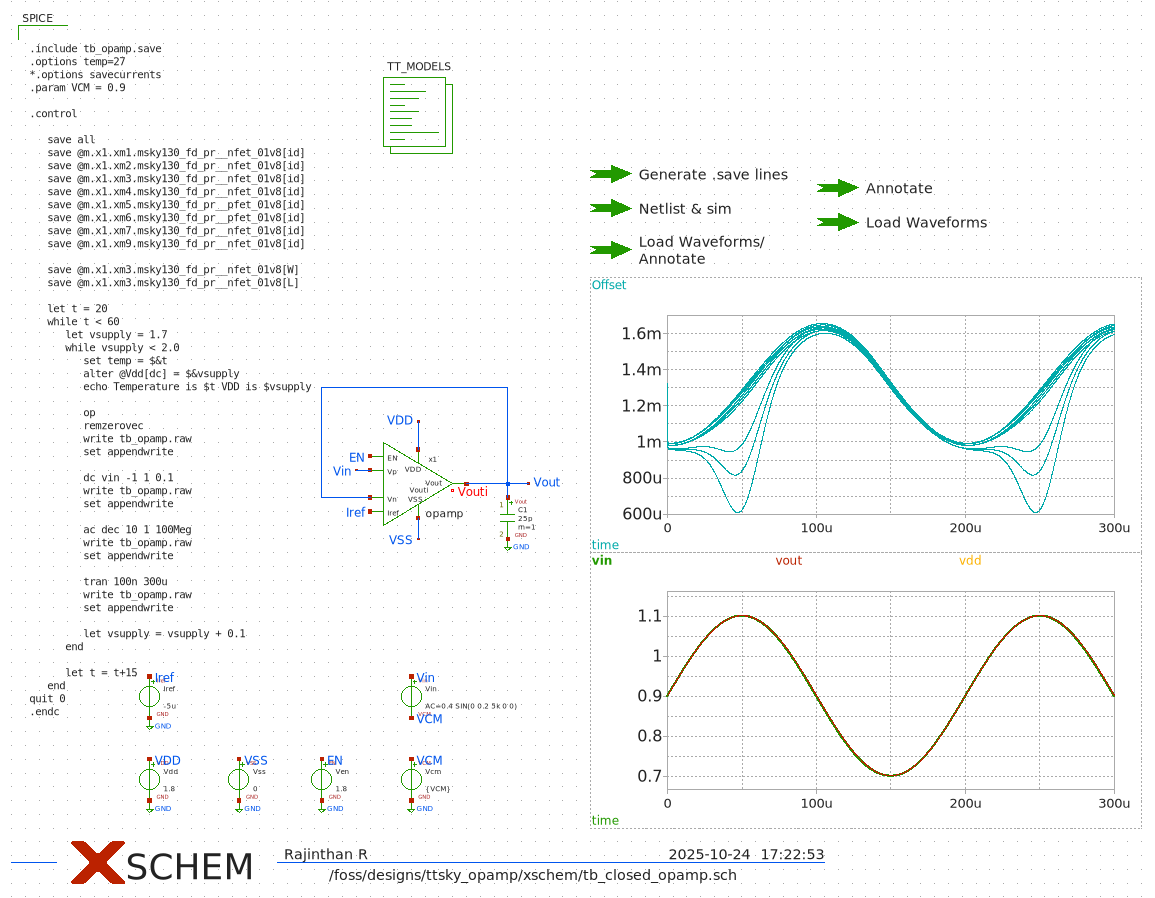 SPICE
.include tb_opamp.save
.options temp=27
*.options savecurrents
.param VCM = 0.9
.control
save all
save @m.x1.xm1.msky130_fd_pr__nfet_01v8[id]
save @m.x1.xm2.msky130_fd_pr__nfet_01v8[id]
save @m.x1.xm3.msky130_fd_pr__nfet_01v8[id]
save @m.x1.xm4.msky130_fd_pr__nfet_01v8[id]
save @m.x1.xm5.msky130_fd_pr__nfet_01v8[id]
save @m.x1.xm6.msky130_fd_pr__nfet_01v8[id]
save @m.x1.xm7.msky130_fd_pr__nfet_01v8[id]
save @m.x1.xm9.msky130_fd_pr__nfet_01v8[id]
save @m.x1.xm3.msky130_fd_pr__nfet_01v8[W]
save @m.x1.xm3.msky130_fd_pr__nfet_01v8[L]
let t = 20
while t < 60
let vsupply = 1.7
while vsupply < 2.0
set temp = $&t
alter @Vdd[dc] = $&vsupply
echo Temperature is $t VDD is $vsupply
op
remzerovec
write tb_opamp.raw
set appendwrite
dc vin -1 1 0.1
write tb_opamp.raw
set appendwrite
ac dec 10 1 100Meg
write tb_opamp.raw
set appendwrite
tran 100n 300u
write tb_opamp.raw
set appendwrite
let vsupply = vsupply + 0.1
end
let t = t+15
end
quit 0
.endc
TT_MODELS
Generate .save lines
Annotate
Netlist & sim
Load Waveforms
Load Waveforms/
Annotate
VDD
EN
Vin
Iref
VSS
EN
Vp
Vn
Iref
VDD
x1
Vout
Vouti
VSS
opamp
Vouti
Vout
1
Vout
C1
25p
m=1
2
GND
GND
Offset
1.6m
1.4m
1.2m
1m
800u
600u
0
100u
200u
300u
time
vin
vout
vdd
1.1
1
0.9
0.8
0.7
0
100u
200u
300u
time
Iref
Iref
-5u
GND
GND
Vin
Vin
AC=0.4 SIN(0 0.2 5k 0 0)
VCM
VCM
VDD
Vdd
1.8
GND
GND
VSS
Vss
0
GND
GND
EN
Ven
1.8
GND
GND
VCM
Vcm
{VCM}
GND
GND
XSCHEM
Rajinthan R
2025-10-24 17:22:53
/foss/designs/ttsky_opamp/xschem/tb_closed_opamp.sch